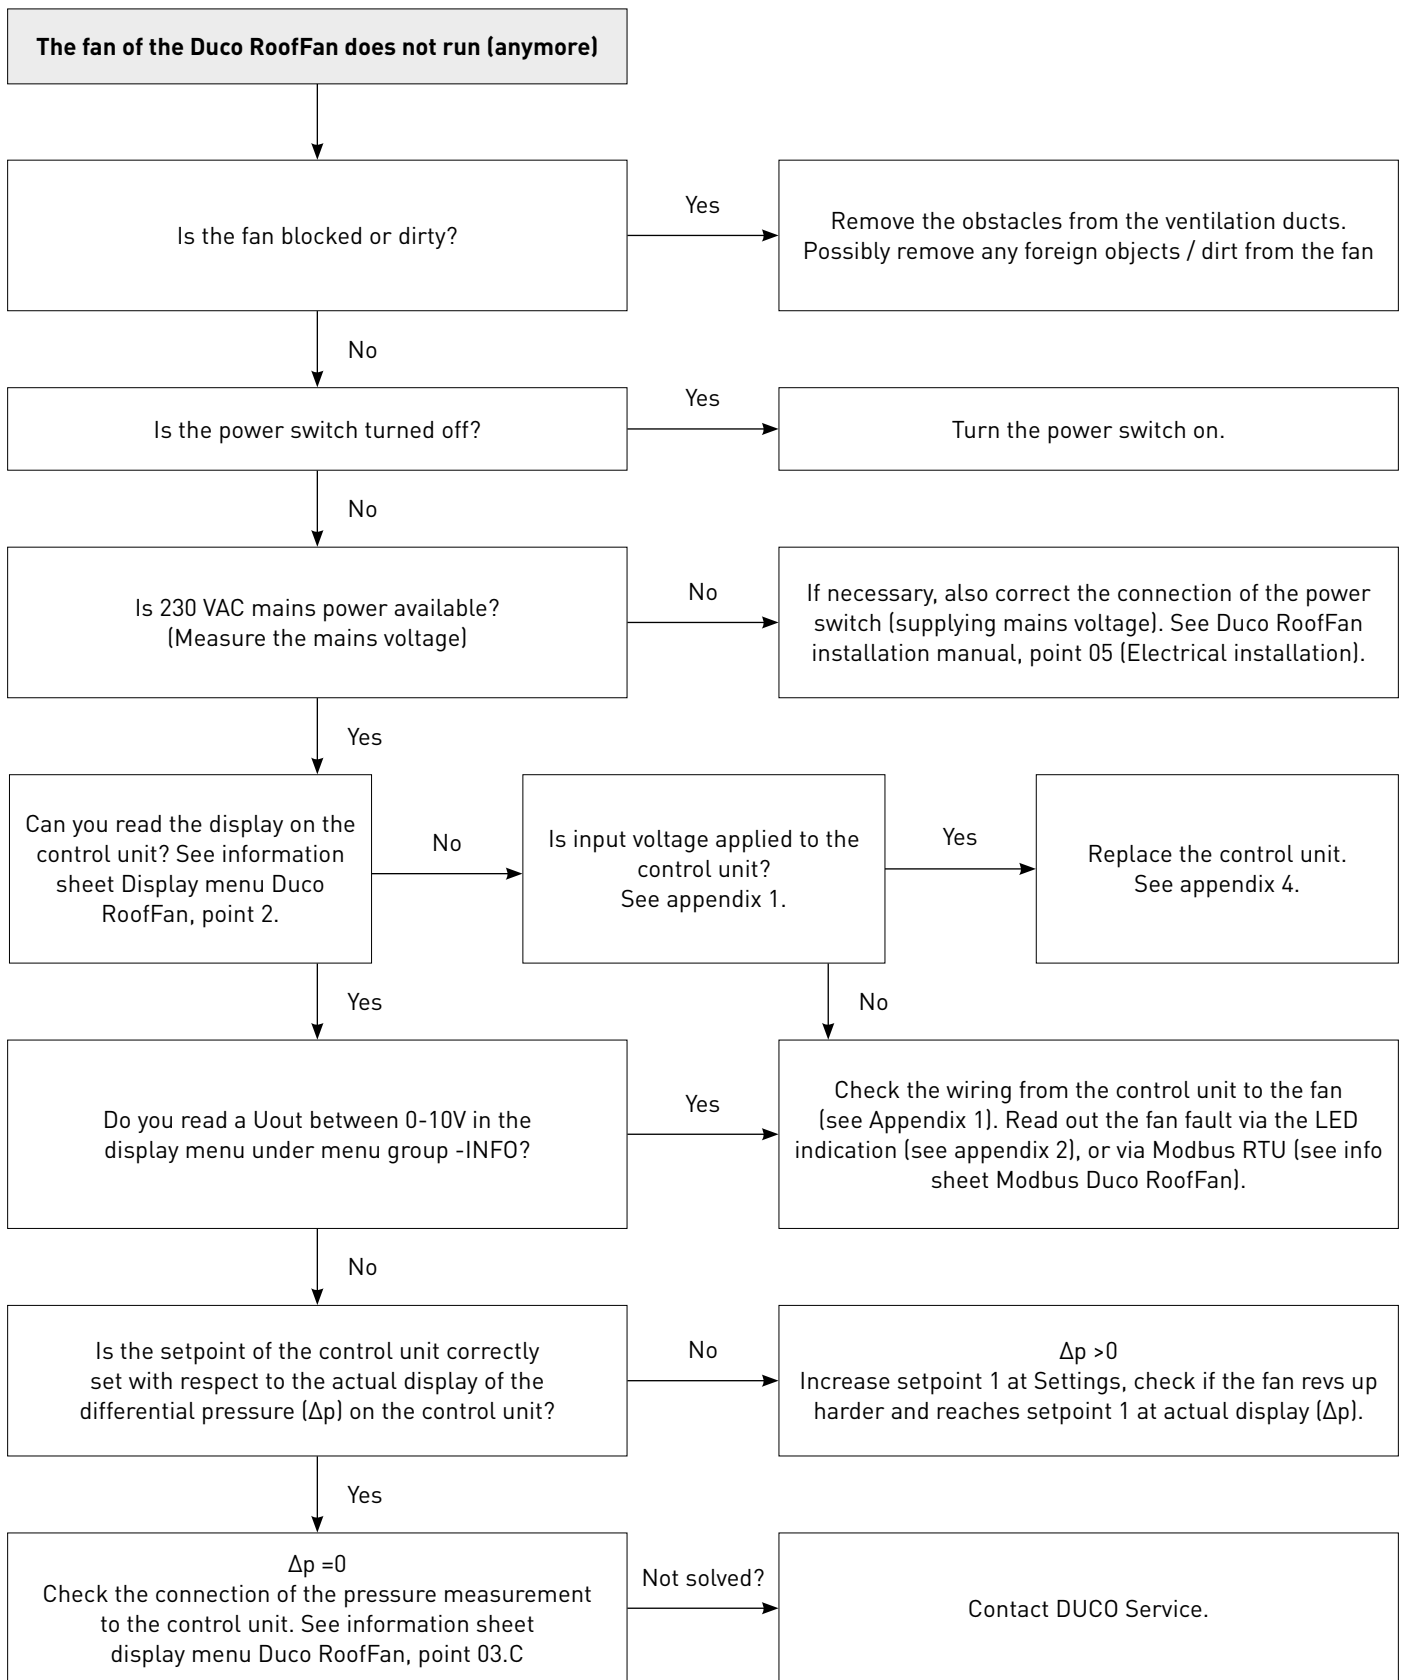 The fan of the Duco RoofFan does not run (anymore)
Is the fan blocked or dirty?
Yes
Remove the obstacles from the ventilation ducts.
Possibly remove any foreign objects / dirt from the fan
No
Is the power switch turned off?
Yes
Turn the power switch on.
No
Is 230 VAC mains power available?
(Measure the mains voltage)
No
If necessary, also correct the connection of the power
switch (supplying mains voltage). See Duco RoofFan
installation manual, point 05 (Electrical installation).
Yes
Can you read the display on the
control unit? See information
sheet Display menu Duco
RoofFan, point 2.
No
Is input voltage applied to the
control unit?
See appendix 1.
Yes
Replace the control unit.
See appendix 4.
Yes
No
Do you read a Uout between 0-10V in the
display menu under menu group -INFO?
Yes
Check the wiring from the control unit to the fan
(see Appendix 1). Read out the fan fault via the LED
indication (see appendix 2), or via Modbus RTU (see info
sheet Modbus Duco RoofFan).
No
Is the setpoint of the control unit correctly
set with respect to the actual display of the
differential pressure (Δp) on the control unit?
No
Δp >0
Increase setpoint 1 at Settings, check if the fan revs up
harder and reaches setpoint 1 at actual display (Δp).
Yes
Δp =0
Check the connection of the pressure measurement
to the control unit. See information sheet
display menu Duco RoofFan, point 03.C
Not solved?
Contact DUCO Service.